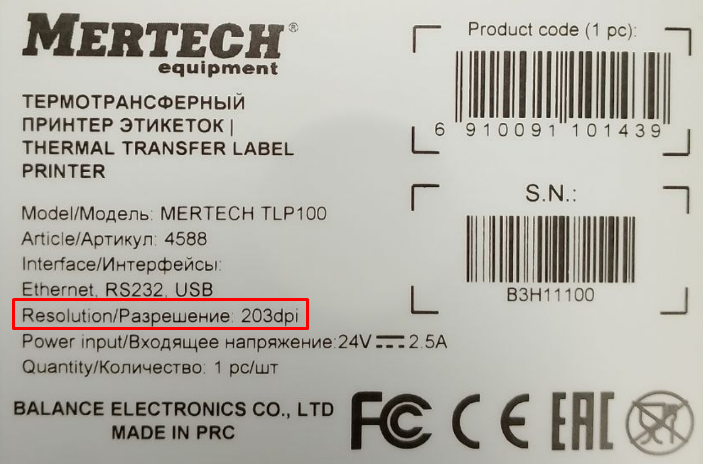 MERTECH®
equipment
ТЕРМОТРАНСФЕРНЫЙ
ПРИНТЕР ЭТИКЕТОК |
THERMAL TRANSFER LABEL
PRINTER
Model/Модель: MERTECH TLP100
Article/Артикул: 4588
Interface/Интерфейсы:
Ethernet, RS232, USB
Resolution/Разрешение: 203dpi
Power input/Входящее напряжение:24V 2.5A
Quantity/Количество: 1 pc/шт
BALANCE ELECTRONICS CO., LTD
MADE IN PRC
Product code (1 pc):
6 910091 101439
S.N.:
B3H11100
FC CE EAC